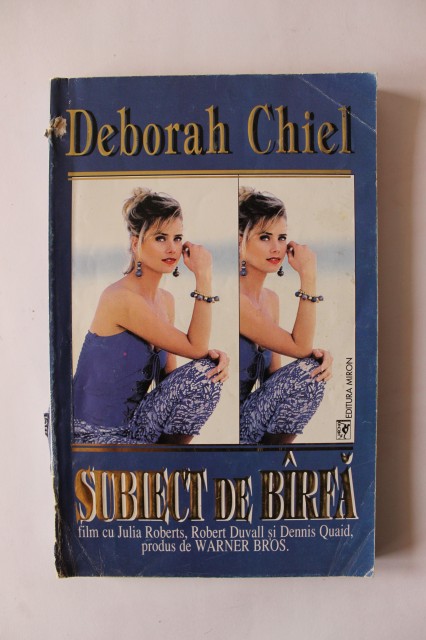 Deborah Chiel
EDITURA MIRON
SUBIECT DE BÎRFĂ
film cu Julia Roberts, Robert Duvall și Dennis Quaid,
produs de WARNER BROS.